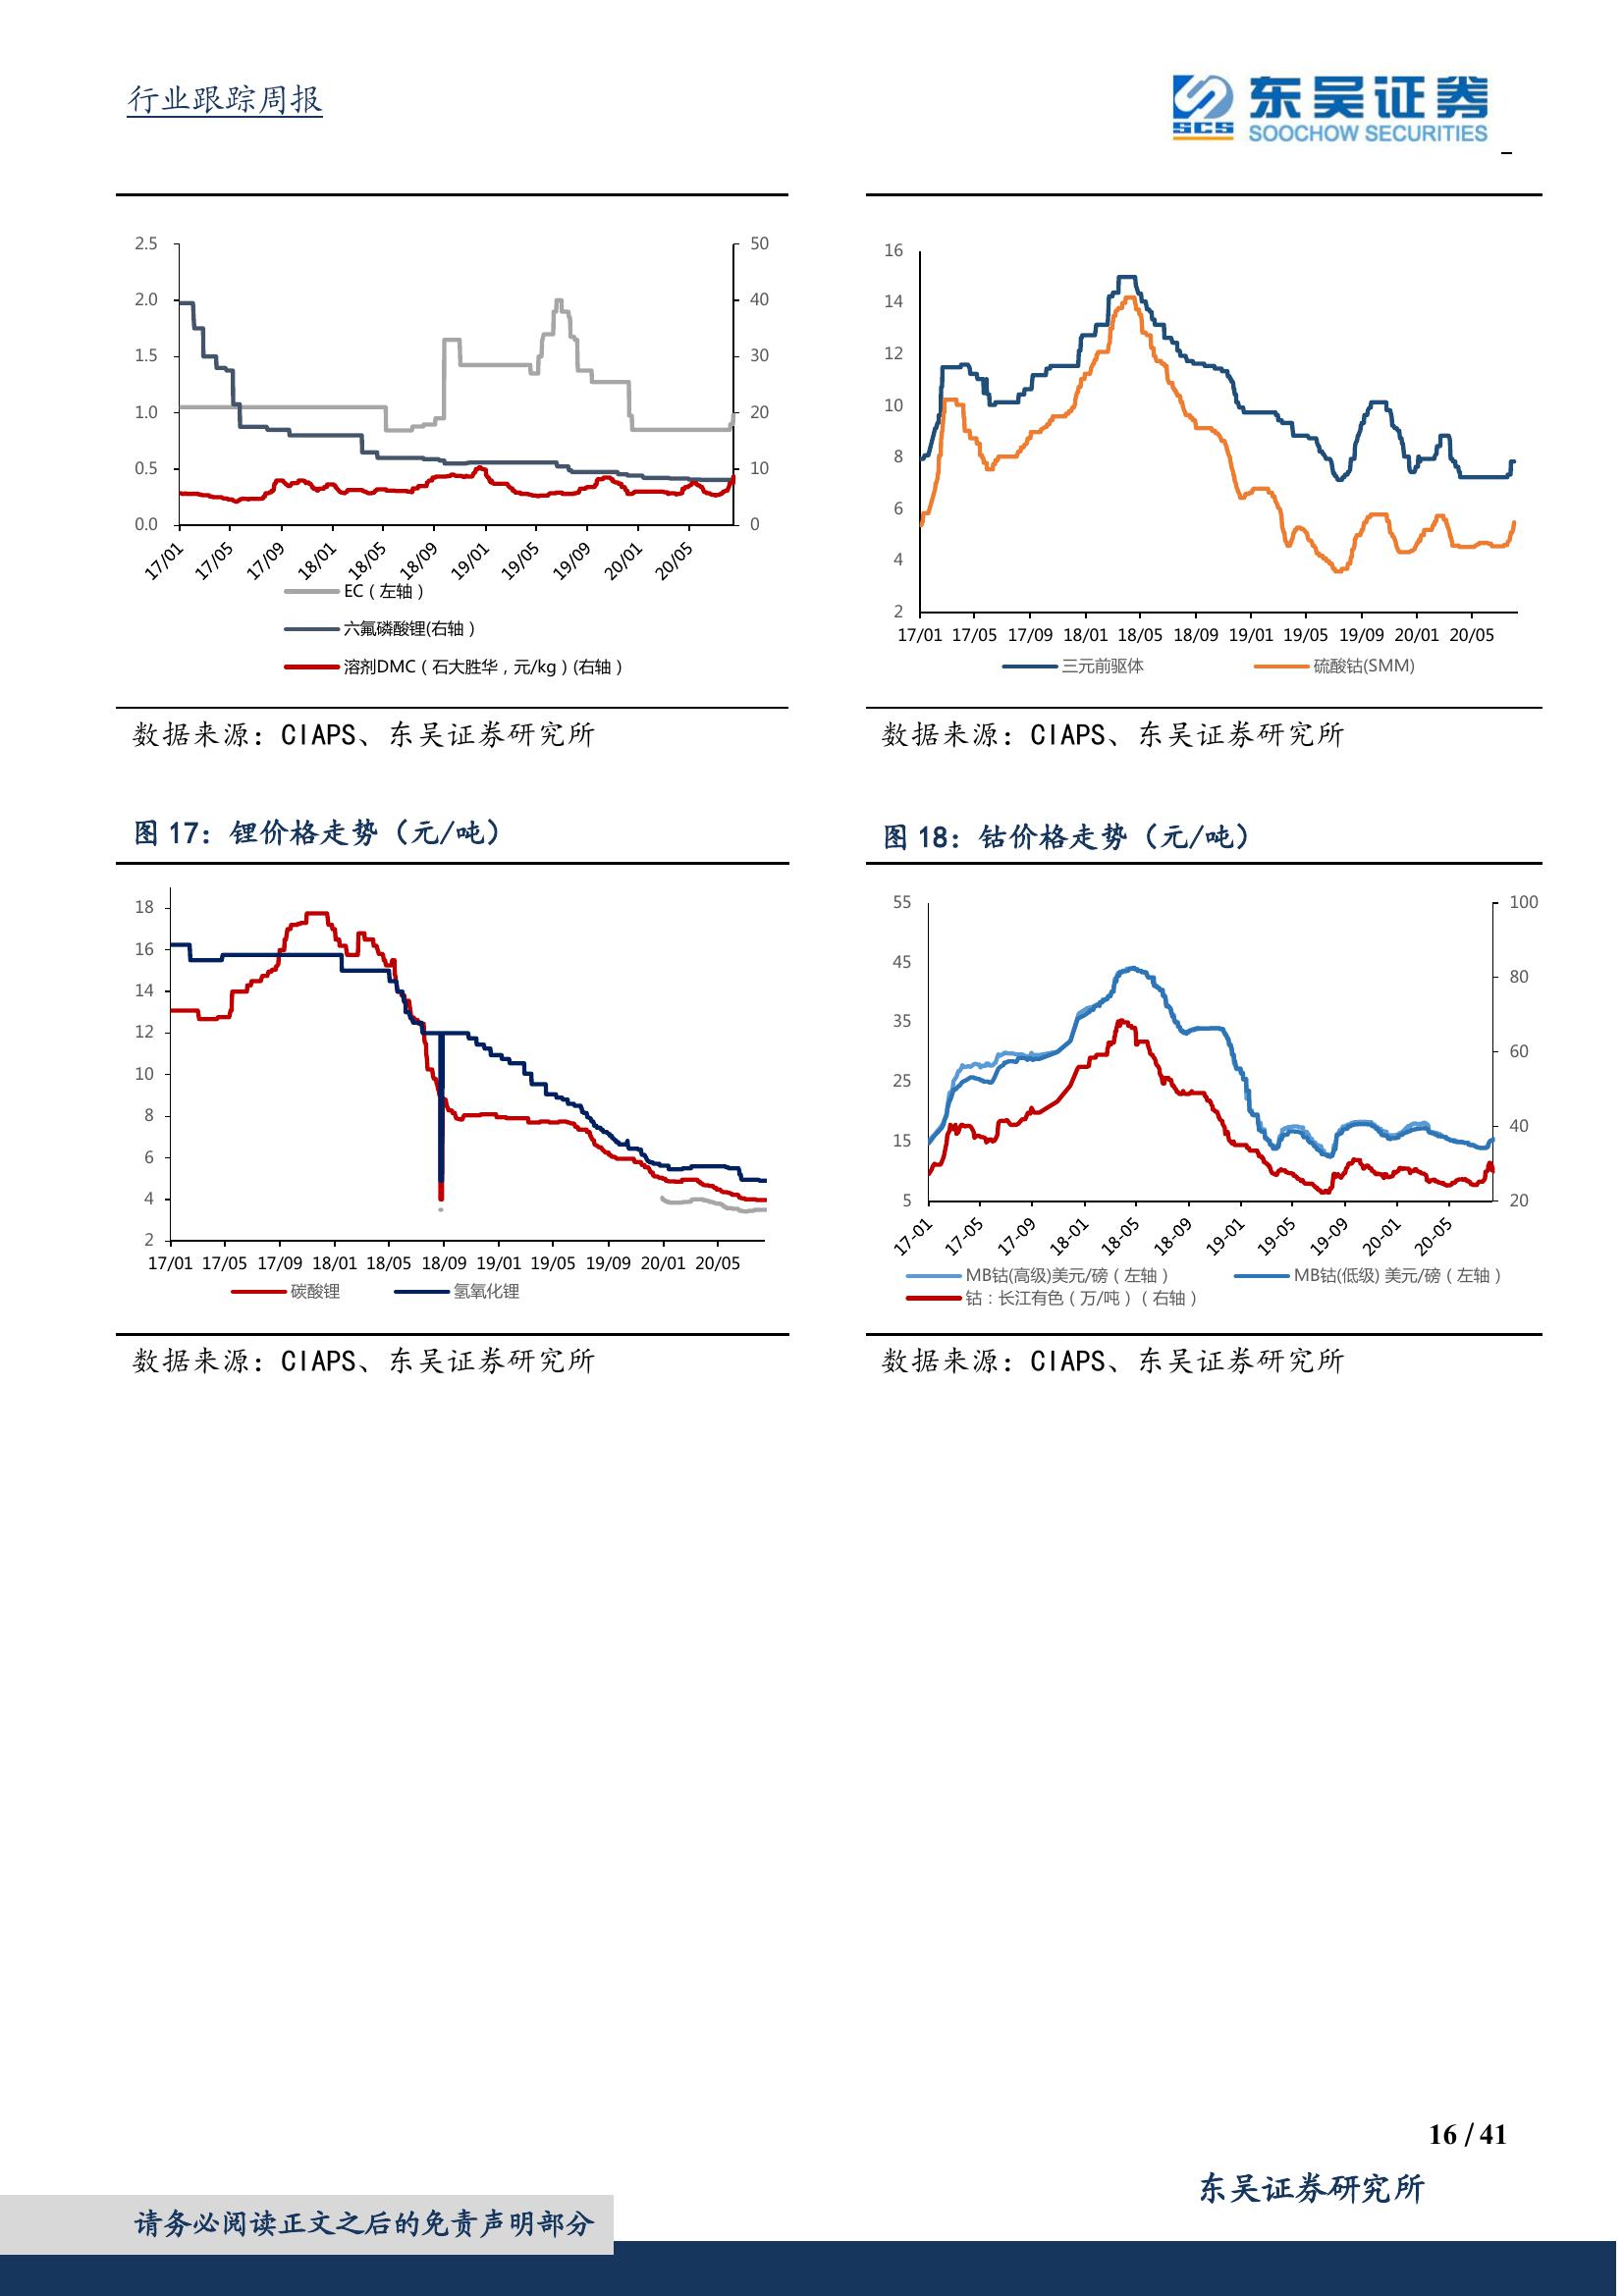 行业跟踪周报
SCS 东吴证券
SOOCHOW SECURITIES
2.5
2.0
1.5
1.0
0.5
0.0
50
40
30
20
10
0
17/01 17/05 17/09 18/01 18/05 18/09 19/01 19/05 19/09 20/01 20/05
EC（左轴）
六氟磷酸锂(右轴）
溶剂DMC（石大胜华，元/kg）(右轴）
数据来源：CIAPS、东吴证券研究所
16
14
12
10
8
6
4
2
17/01 17/05 17/09 18/01 18/05 18/09 19/01 19/05 19/09 20/01 20/05
三元前驱体 硫酸钴(SMM)
数据来源：CIAPS、东吴证券研究所
图 17：锂价格走势（元/吨）
18
16
14
12
10
8
6
4
2
17/01 17/05 17/09 18/01 18/05 18/09 19/01 19/05 19/09 20/01 20/05
碳酸锂 氢氧化锂
数据来源：CIAPS、东吴证券研究所
图 18：钴价格走势（元/吨）
55
45
35
25
15
5
100
80
60
40
20
17-01 17-05 17-09 18-01 18-05 18-09 19-01 19-05 19-09 20-01 20-05
MB钴(高级)美元/磅（左轴） MB钴(低级) 美元/磅（左轴）
钴：长江有色（万/吨）（右轴）
数据来源：CIAPS、东吴证券研究所
16 / 41
东吴证券研究所
请务必阅读正文之后的免责声明部分